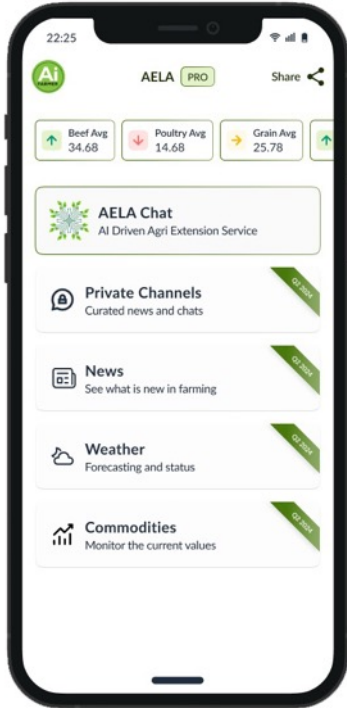 22:25
Ai
FARMER
AELA PRO
Share
Beef Avg
34.68
Poultry Avg
14.68
Grain Avg
25.78
AELA Chat
AI Driven Agri Extension Service
Private Channels
Curated news and chats
Q2 2024
News
See what is new in farming
Q2 2024
Weather
Forecasting and status
Q2 2024
Commodities
Monitor the current values
Q2 2024